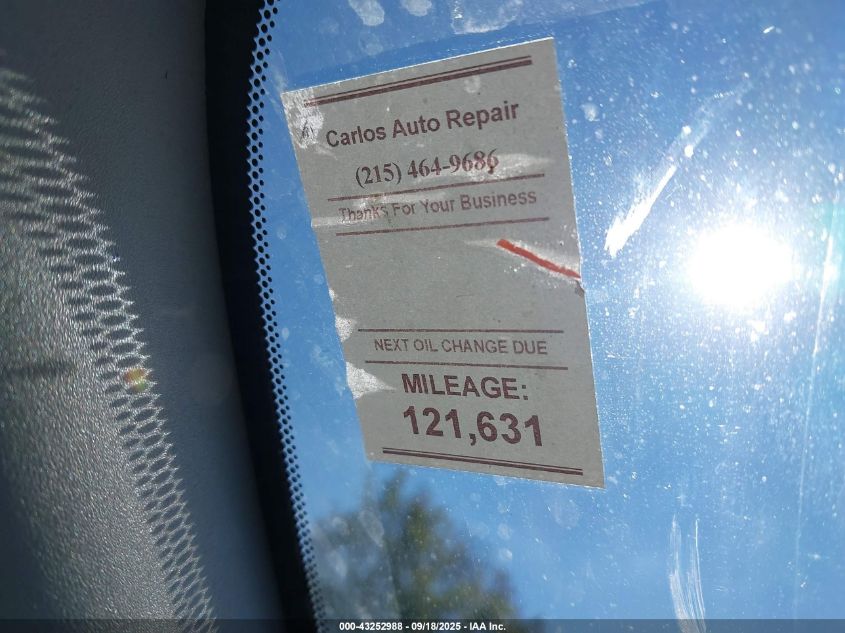 Carlos Auto Repair
(215) 464-9686
Thanks For Your Business
NEXT OIL CHANGE DUE
MILEAGE:
121,631
000-43252988 - 09/18/2025 - IAA Inc.